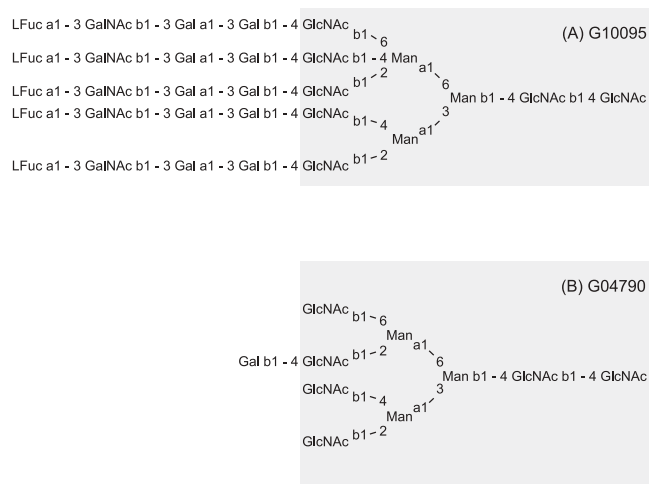 LFuc a1 - 3 GalNAc b1 - 3 Gal a1 - 3 Gal b1 - 4 GlcNAc
(A) G10095
b1 - 6
LFuc a1 - 3 GalNAc b1 - 3 Gal a1 - 3 Gal b1 - 4 GlcNAc b1 - 4 Man
b1 - 2
a1 - 6
LFuc a1 - 3 GalNAc b1 - 3 Gal a1 - 3 Gal b1 - 4 GlcNAc
Man b1 - 4 GlcNAc b1 4 GlcNAc
LFuc a1 - 3 GalNAc b1 - 3 Gal a1 - 3 Gal b1 - 4 GlcNAc
b1 - 4
a1 - 3
Man
b1 - 2
LFuc a1 - 3 GalNAc b1 - 3 Gal a1 - 3 Gal b1 - 4 GlcNAc
(B) G04790
GlcNAc
b1 - 6
Man
a1 - 6
b1 - 2
Gal b1 - 4 GlcNAc
Man b1 - 4 GlcNAc b1 - 4 GlcNAc
GlcNAc
b1 - 4
a1 - 3
Man
b1 - 2
GlcNAc